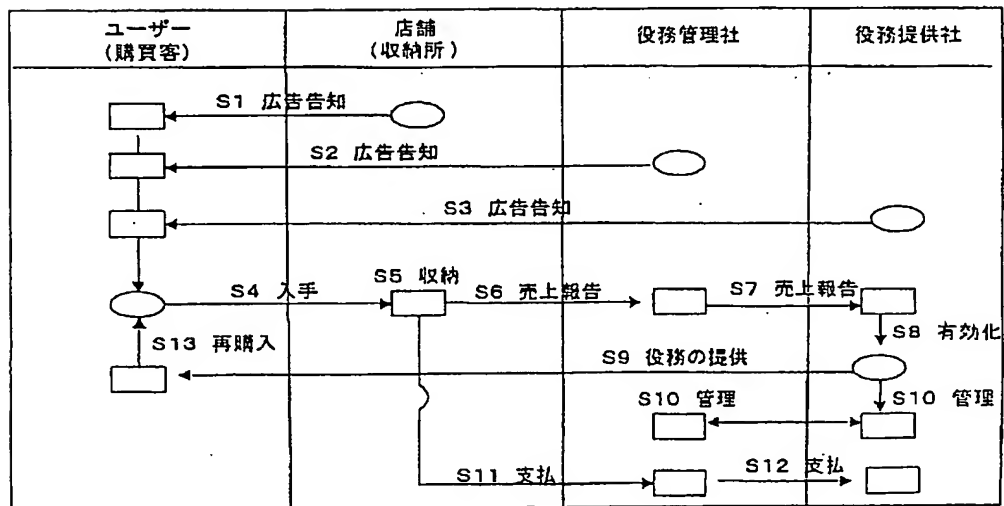 ユーザー
(購買客)
店舗
(収納所)
役務管理社
役務提供社
S1 広告告知
S2 広告告知
S3 広告告知
S4 入手
S5 収納
S6 売上報告
S7 売上報告
S8 有効化
S13 再購入
S9 役務の提供
S10 管理
S10 管理
S11 支払
S12 支払